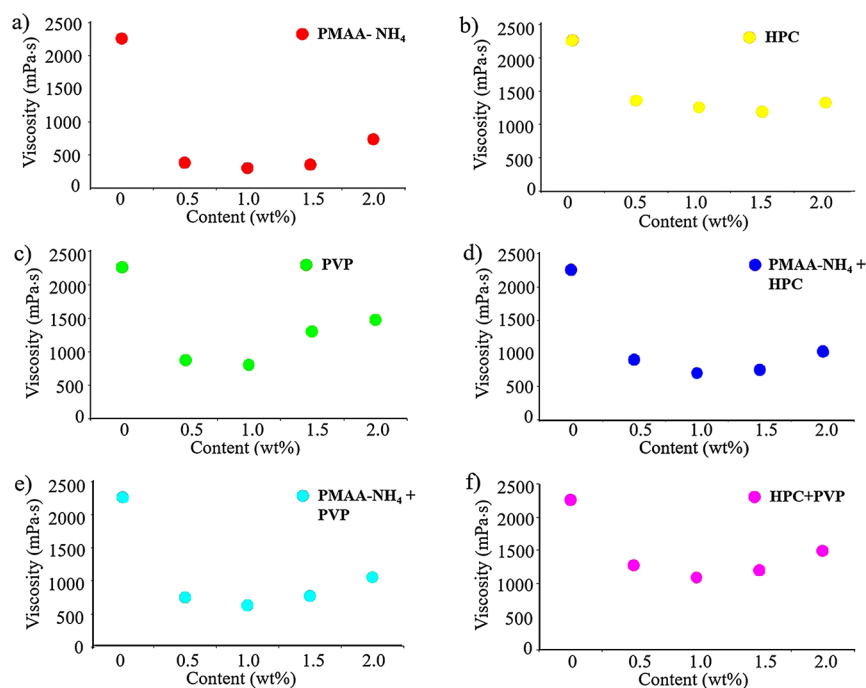 a)
PMAA- NH₄
Viscosity (mPa·s)
2500
2000
1500
1000
500
0
0 0.5 1.0 1.5 2.0
Content (wt%)
b)
HPC
Viscosity (mPa·s)
2500
2000
1500
1000
500
0
0 0.5 1.0 1.5 2.0
Content (wt%)
c)
PVP
Viscosity (mPa·s)
2500
2000
1500
1000
500
0
0 0.5 1.0 1.5 2.0
Content (wt%)
d)
PMAA-NH₄ +
HPC
Viscosity (mPa·s)
2500
2000
1500
1000
500
0
0 0.5 1.0 1.5 2.0
Content (wt%)
e)
PMAA-NH₄ +
PVP
Viscosity (mPa·s)
2500
2000
1500
1000
500
0
0 0.5 1.0 1.5 2.0
Content (wt%)
f)
HPC+PVP
Viscosity (mPa·s)
2500
2000
1500
1000
500
0
0 0.5 1.0 1.5 2.0
Content (wt%)